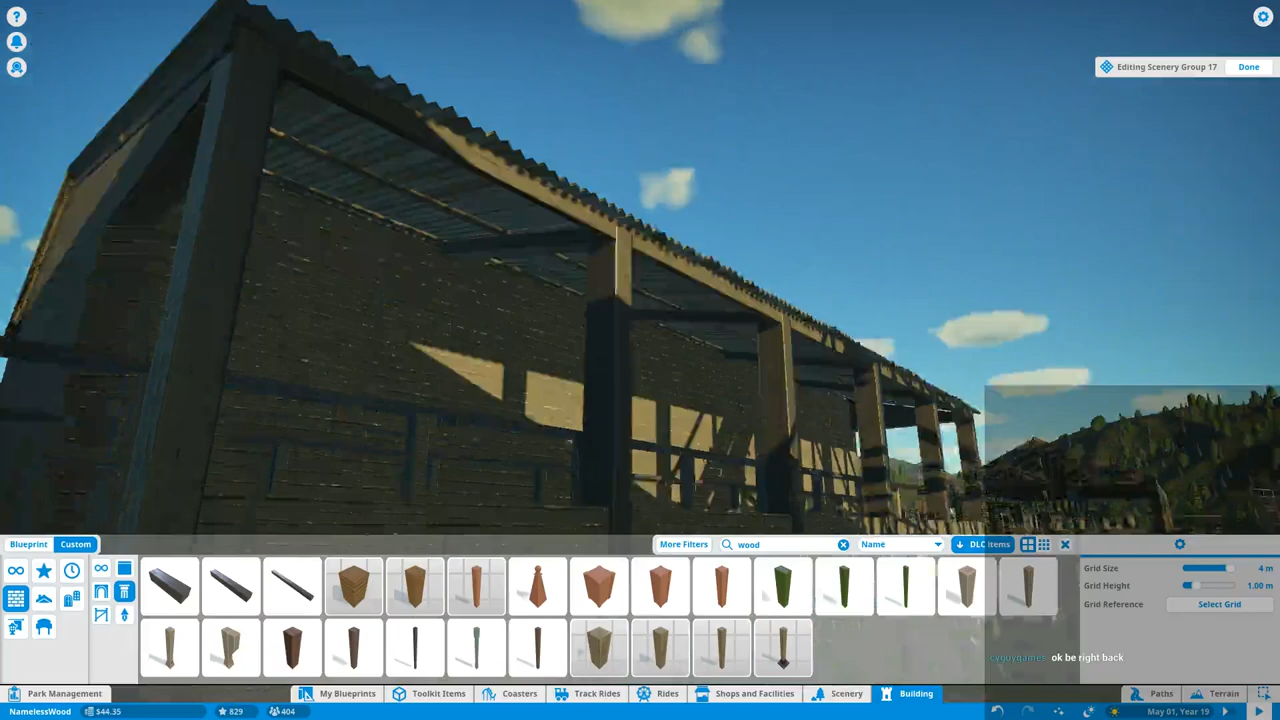 Editing Scenery Group 17 Done
Blueprint Custom More Filters wood Name DLC Items
Grid Size 4 m
Grid Height 1.00 m
Grid Reference Select Grid
cyguygames ok be right back
Park Management My Blueprints Toolkit Items Coasters Track Rides Rides Shops and Facilities Scenery Building Paths Terrain
NamelessWood $44.35 829 404 May 01, Year 19